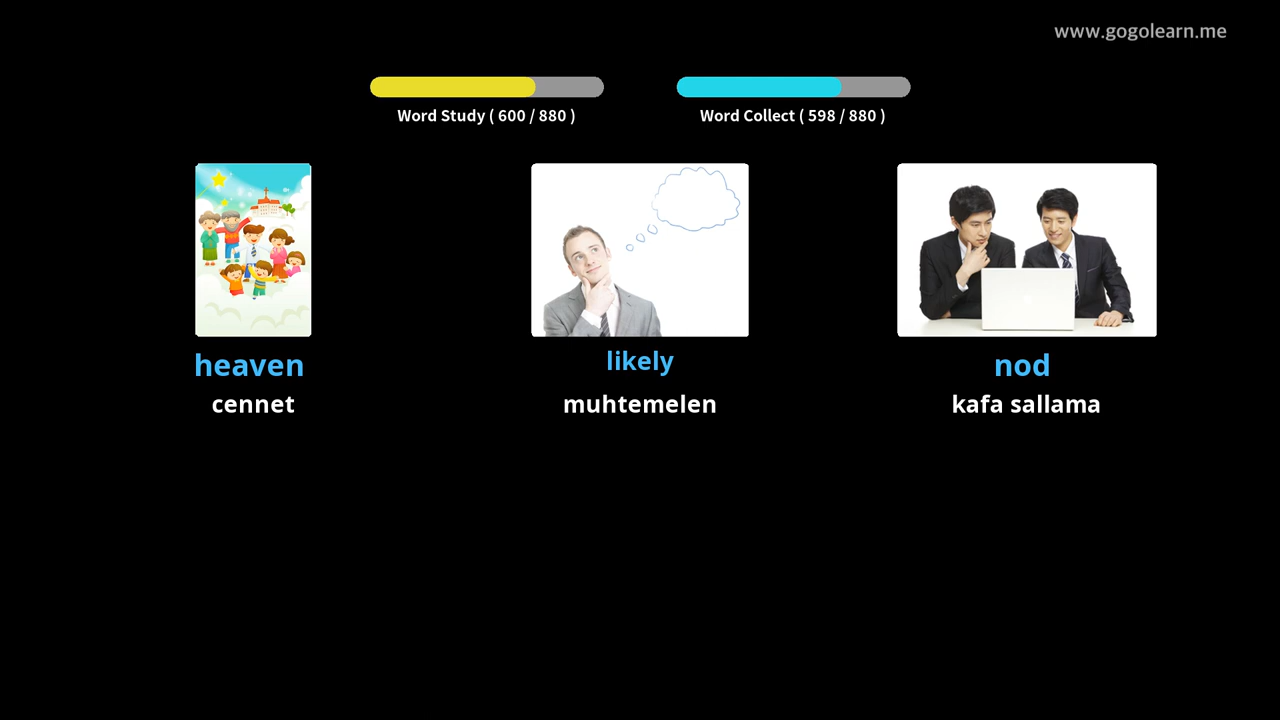 www.gogolearn.me
Word Study ( 600 / 880 )
Word Collect ( 598 / 880 )
heaven
likely
nod
cennet
muhtemelen
kafa sallama